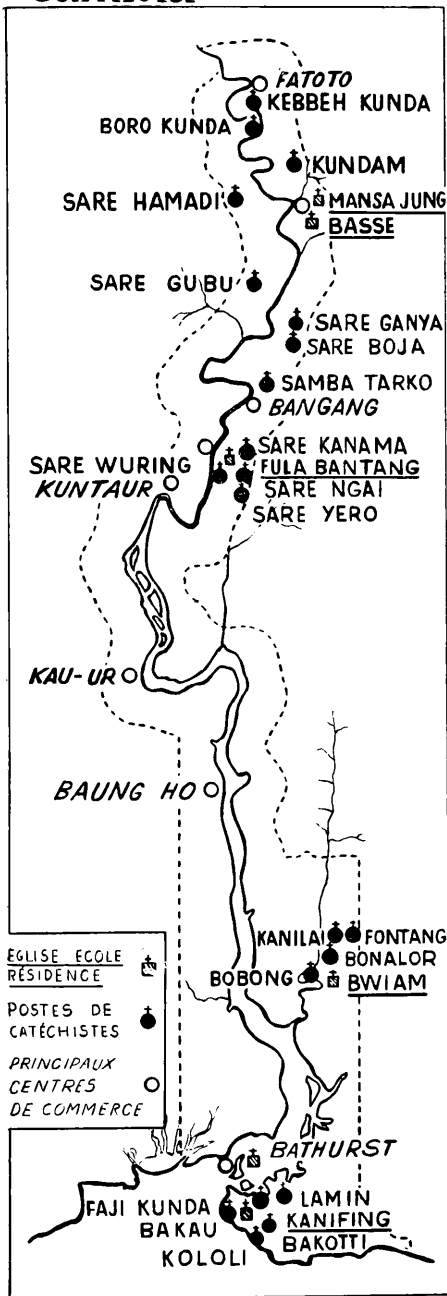 FATOTO
KEBBEH KUNDA
BORO KUNDA
KUNDAM
SARE HAMADI
MANSA JUNG
BASSE
SARE GUBU
SARE GANYA
SARE BOJA
SAMBA TARKO
BANGANG
SARE KANAMA
SARE WURING
FULA BANTANG
KUNTAUR
SARE NGAI
SARE YERO
KAU-UR
BAUNG HO
KANILAI
FONTANG
BONALOR
BOBONG
BWIAM
EGLISE ECOLE
RÉSIDENCE
POSTES DE
CATÉCHISTES
PRINCIPAUX
CENTRES
DE COMMERCE
BATHURST
FAJI KUNDA
LAMIN
BAKAU
KANIFING
KOLOLI
BAKOTTI